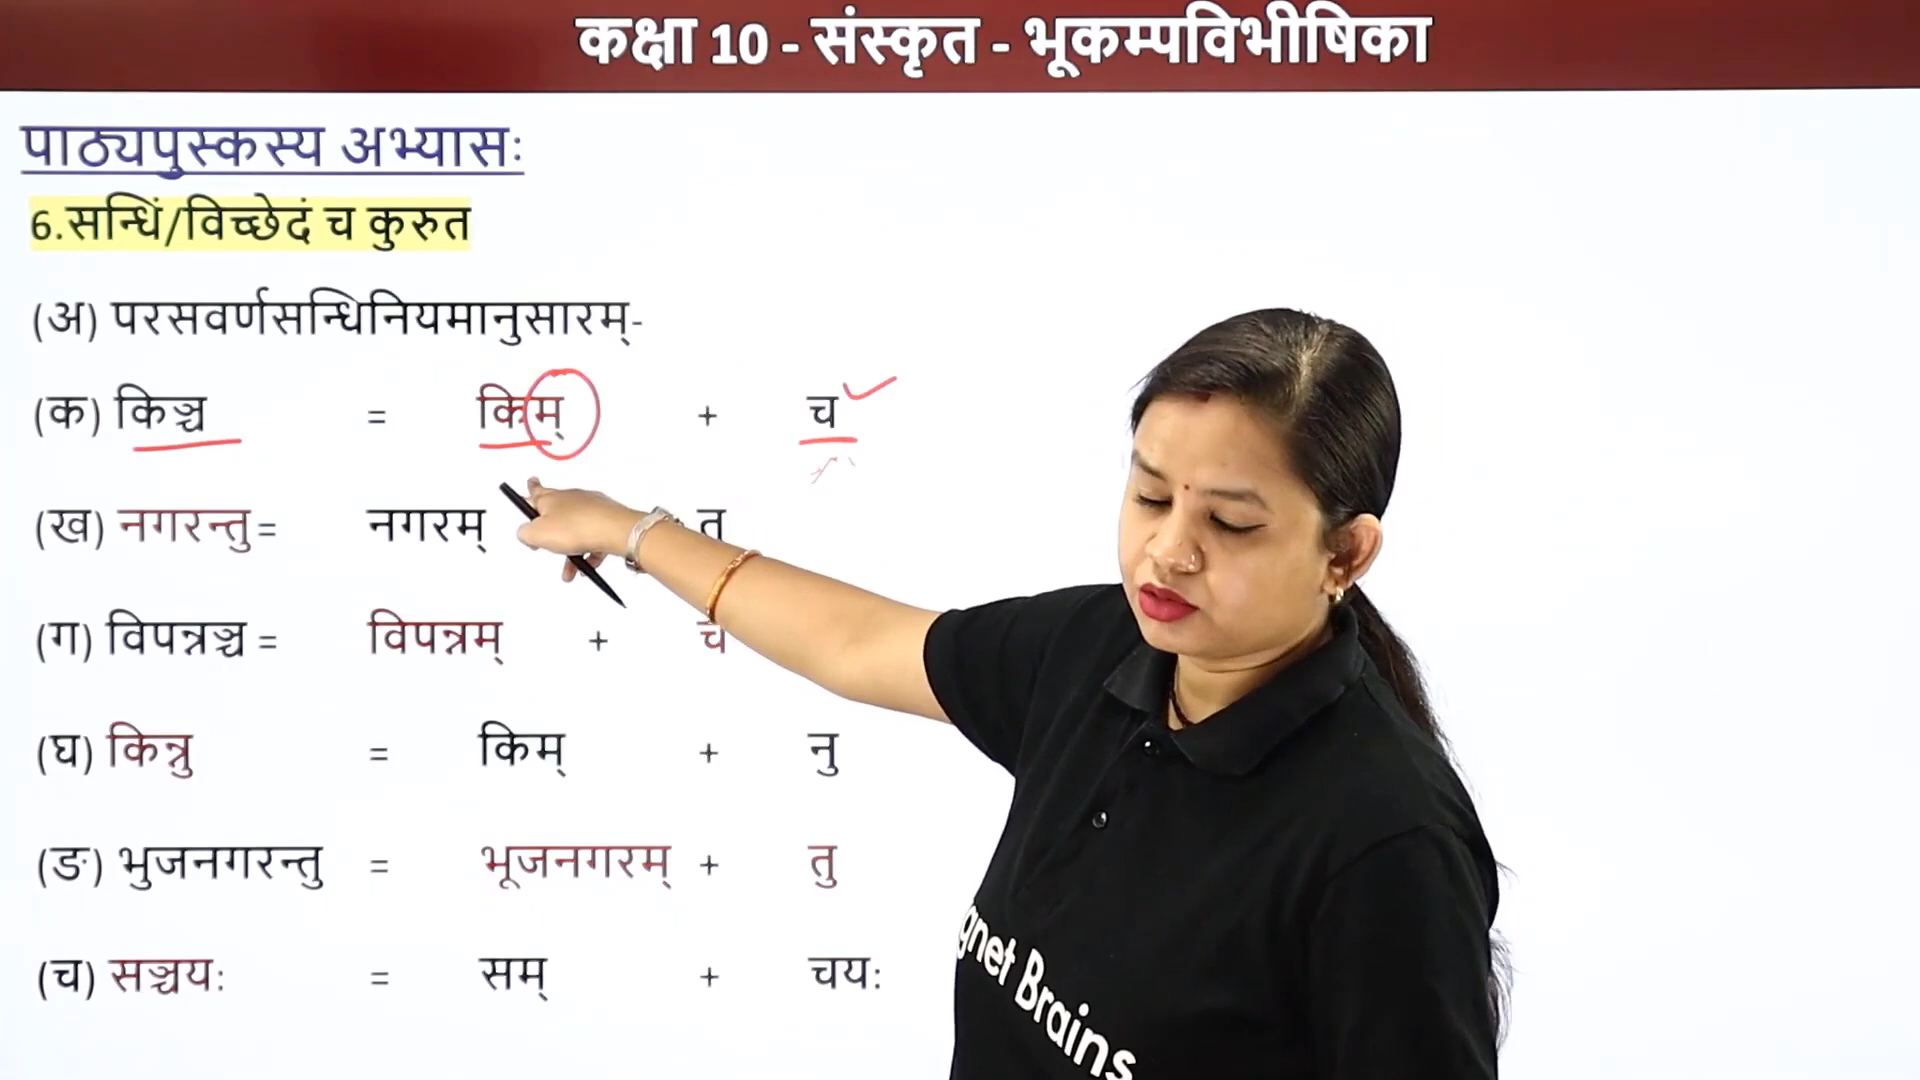 कक्षा 10 - संस्कृत - भूकम्पविभीषिका
पाठ्यपुस्कस्य अभ्यासः
6.सन्धिं/विच्छेदं च कुरुत
(अ) परसवर्णसन्धिनियमानुसारम्-
(क) किञ्च = किम् + च
(ख) नगरन्तु = नगरम्
(ग) विपन्नञ्च = विपन्नम् + च
(घ) किन्नु = किम् + नु
(ङ) भुजनगरन्तु = भूजनगरम् + तु
(च) सञ्चयः = सम् + चयः
gnet Brains